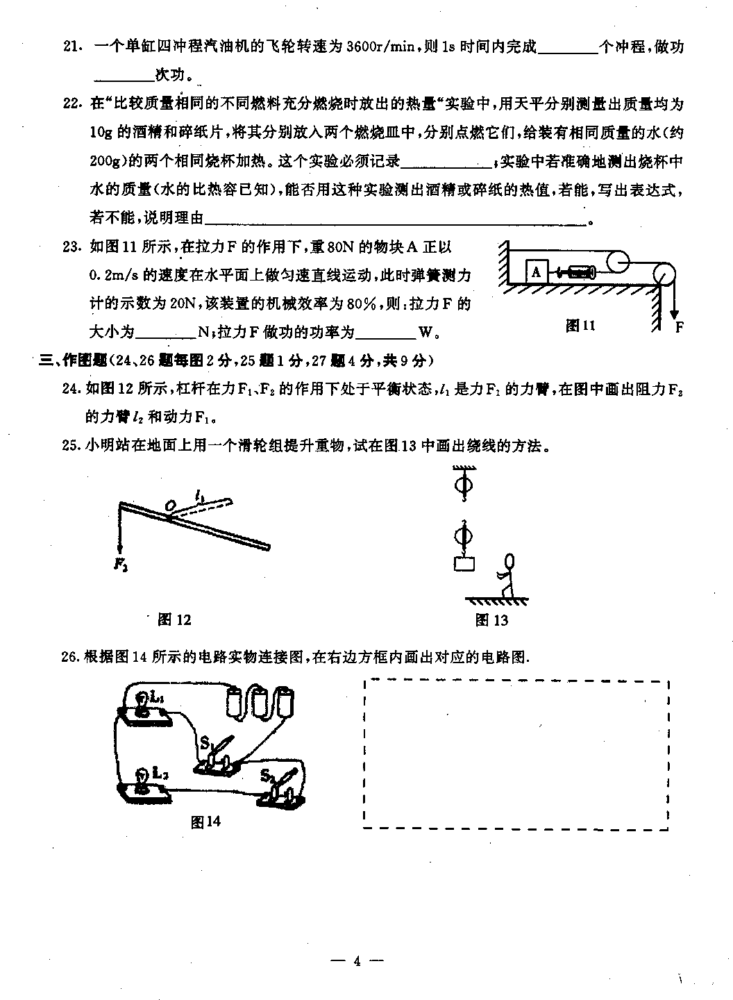 21. 一个单缸四冲程汽油机的飞轮转速为3600r/min,则1s时间内完成________个冲程,做功
________次功。
22. 在“比较质量相同的不同燃料充分燃烧时放出的热量“实验中,用天平分别测量出质量均为
10g的酒精和碎纸片,将其分别放入两个燃烧皿中,分别点燃它们,给装有相同质量的水(约
200g)的两个相同烧杯加热。这个实验必须记录____________;实验中若准确地测出烧杯中
水的质量(水的比热容已知),能否用这种实验测出酒精或碎纸的热值,若能,写出表达式,
若不能,说明理由________________________________________________。
23. 如图11所示,在拉力F的作用下,重80N的物块A正以
0.2m/s的速度在水平面上做匀速直线运动,此时弹簧测力
计的示数为20N,该装置的机械效率为80%,则:拉力F的
大小为________N;拉力F做功的功率为________W。
A
图11
F
三、作图题(24、26题每图2分,25题1分,27题4分,共9分)
24. 如图12所示,杠杆在力F₁、F₂的作用下处于平衡状态,l₁是力F₁的力臂,在图中画出阻力F₂
的力臂l₂和动力F₁。
25. 小明站在地面上用一个滑轮组提升重物,试在图13中画出绕线的方法。
O
l₁
F₂
图12
图13
26. 根据图14所示的电路实物连接图,在右边方框内画出对应的电路图.
L₁
S₁
L₂
S₂
图14
— 4 —